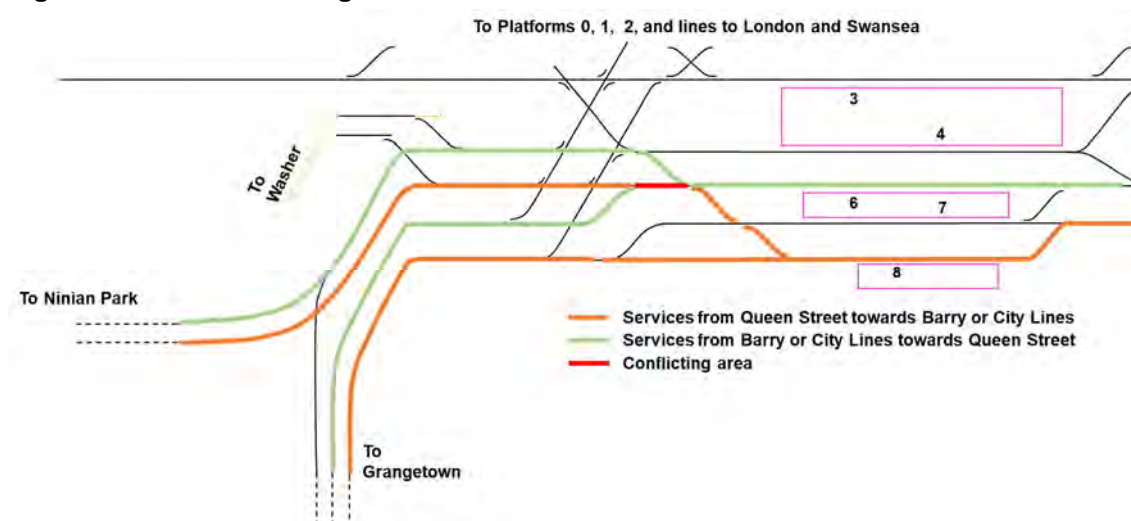 To Platforms 0, 1, 2, and lines to London and Swansea
3
4
To
Washer
6
7
8
To Ninian Park
Services from Queen Street towards Barry or City Lines
Services from Barry or City Lines towards Queen Street
Conflicting area
To
Grangetown